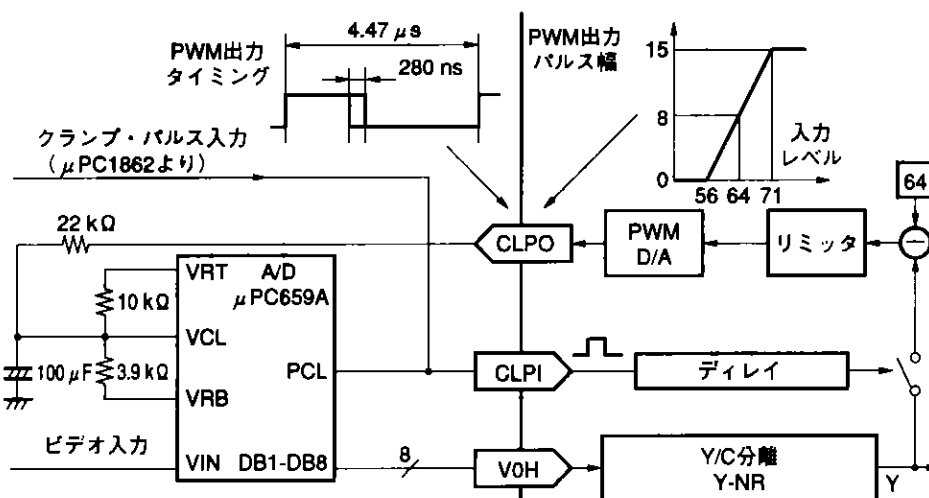 4.47 μs
PWM出力
タイミング
280 ns
PWM出力
パルス幅
15
8
0
56 64 71
入力
レベル
クランプ・パルス入力
(μPC1862より)
64
22 kΩ
CLPO
PWM
D/A
リミッタ
−
VRT
A/D
μPC659A
10 kΩ
VCL
100 μF
3.9 kΩ
PCL
CLPI
ディレイ
VRB
ビデオ入力
VIN
DB1-DB8
8
V0H
Y/C分離
Y-NR
Y